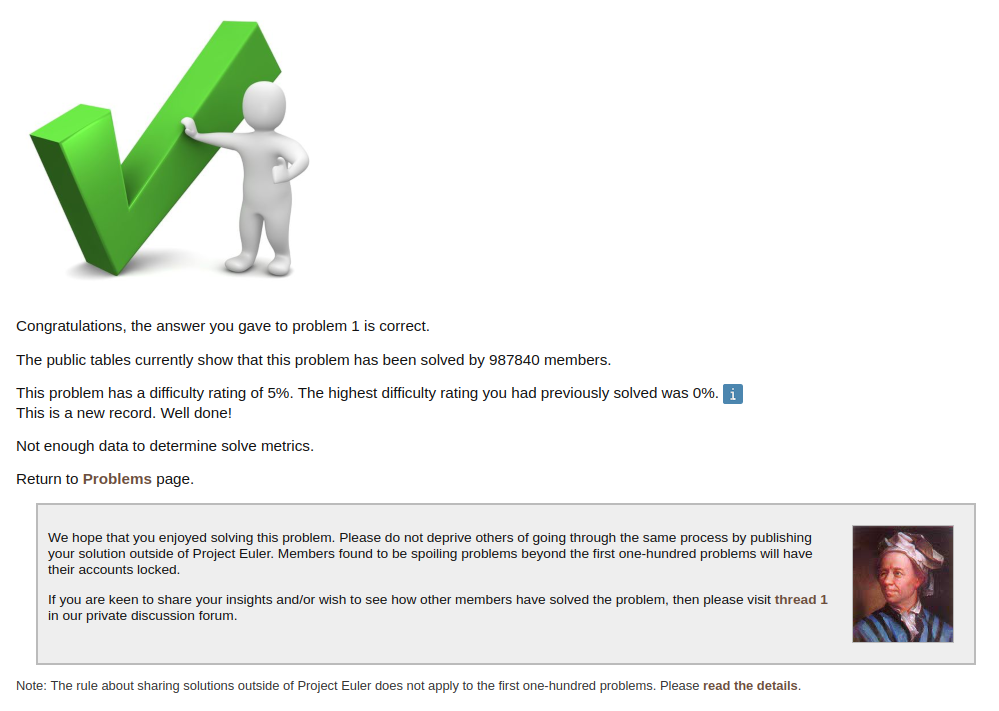 Congratulations, the answer you gave to problem 1 is correct.
The public tables currently show that this problem has been solved by 987840 members.
This problem has a difficulty rating of 5%. The highest difficulty rating you had previously solved was 0%. i
This is a new record. Well done!
Not enough data to determine solve metrics.
Return to Problems page.
We hope that you enjoyed solving this problem. Please do not deprive others of going through the same process by publishing
your solution outside of Project Euler. Members found to be spoiling problems beyond the first one-hundred problems will have
their accounts locked.
If you are keen to share your insights and/or wish to see how other members have solved the problem, then please visit thread 1
in our private discussion forum.
Note: The rule about sharing solutions outside of Project Euler does not apply to the first one-hundred problems. Please read the details.